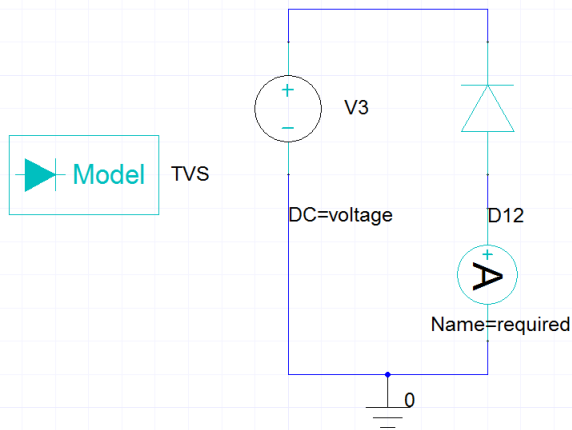 +
-
V3
Model
TVS
DC=voltage
D12
+
A
Name=required
0